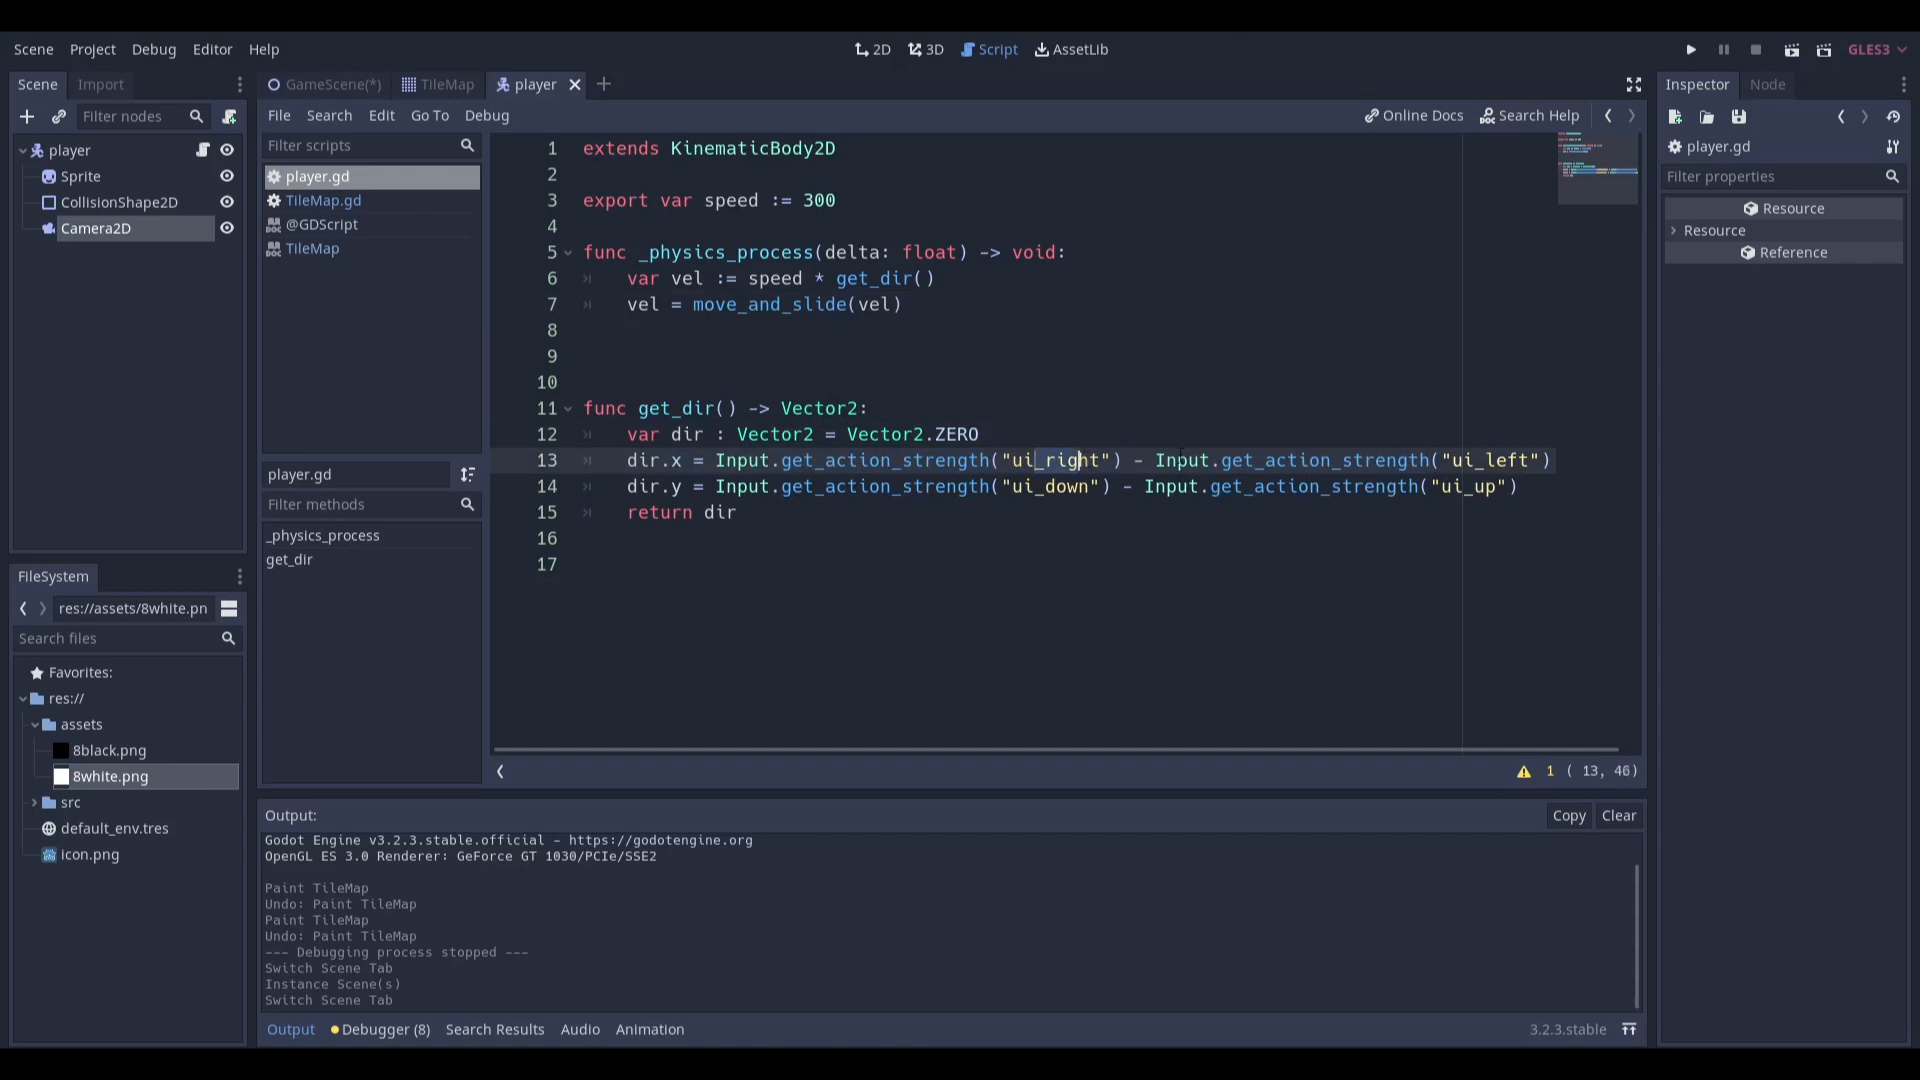 Scene Project Debug Editor Help
2D 3D Script AssetLib
GLES3
Scene Import
GameScene(*) TileMap player
Inspector Node
Filter nodes
File Search Edit Go To Debug
Online Docs Search Help
player
Sprite
CollisionShape2D
Camera2D
Filter scripts
player.gd
TileMap.gd
@GDScript
TileMap
player.gd
Filter methods
_physics_process
get_dir
1 extends KinematicBody2D
2
3 export var speed := 300
4
5 func _physics_process(delta: float) -> void:
6 var vel := speed * get_dir()
7 vel = move_and_slide(vel)
8
9
10
11 func get_dir() -> Vector2:
12 var dir : Vector2 = Vector2.ZERO
13 dir.x = Input.get_action_strength("ui_right") - Input.get_action_strength("ui_left")
14 dir.y = Input.get_action_strength("ui_down") - Input.get_action_strength("ui_up")
15 return dir
16
17
1 ( 13, 46)
player.gd
Filter properties
Resource
Resource
Reference
FileSystem
res://assets/8white.pn
Search files
Favorites:
res://
assets
8black.png
8white.png
src
default_env.tres
icon.png
Output:
Copy Clear
Godot Engine v3.2.3.stable.official - https://godotengine.org
OpenGL ES 3.0 Renderer: GeForce GT 1030/PCIe/SSE2
Paint TileMap
Undo: Paint TileMap
Paint TileMap
Undo: Paint TileMap
--- Debugging process stopped ---
Switch Scene Tab
Instance Scene(s)
Switch Scene Tab
Output Debugger (8) Search Results Audio Animation
3.2.3.stable